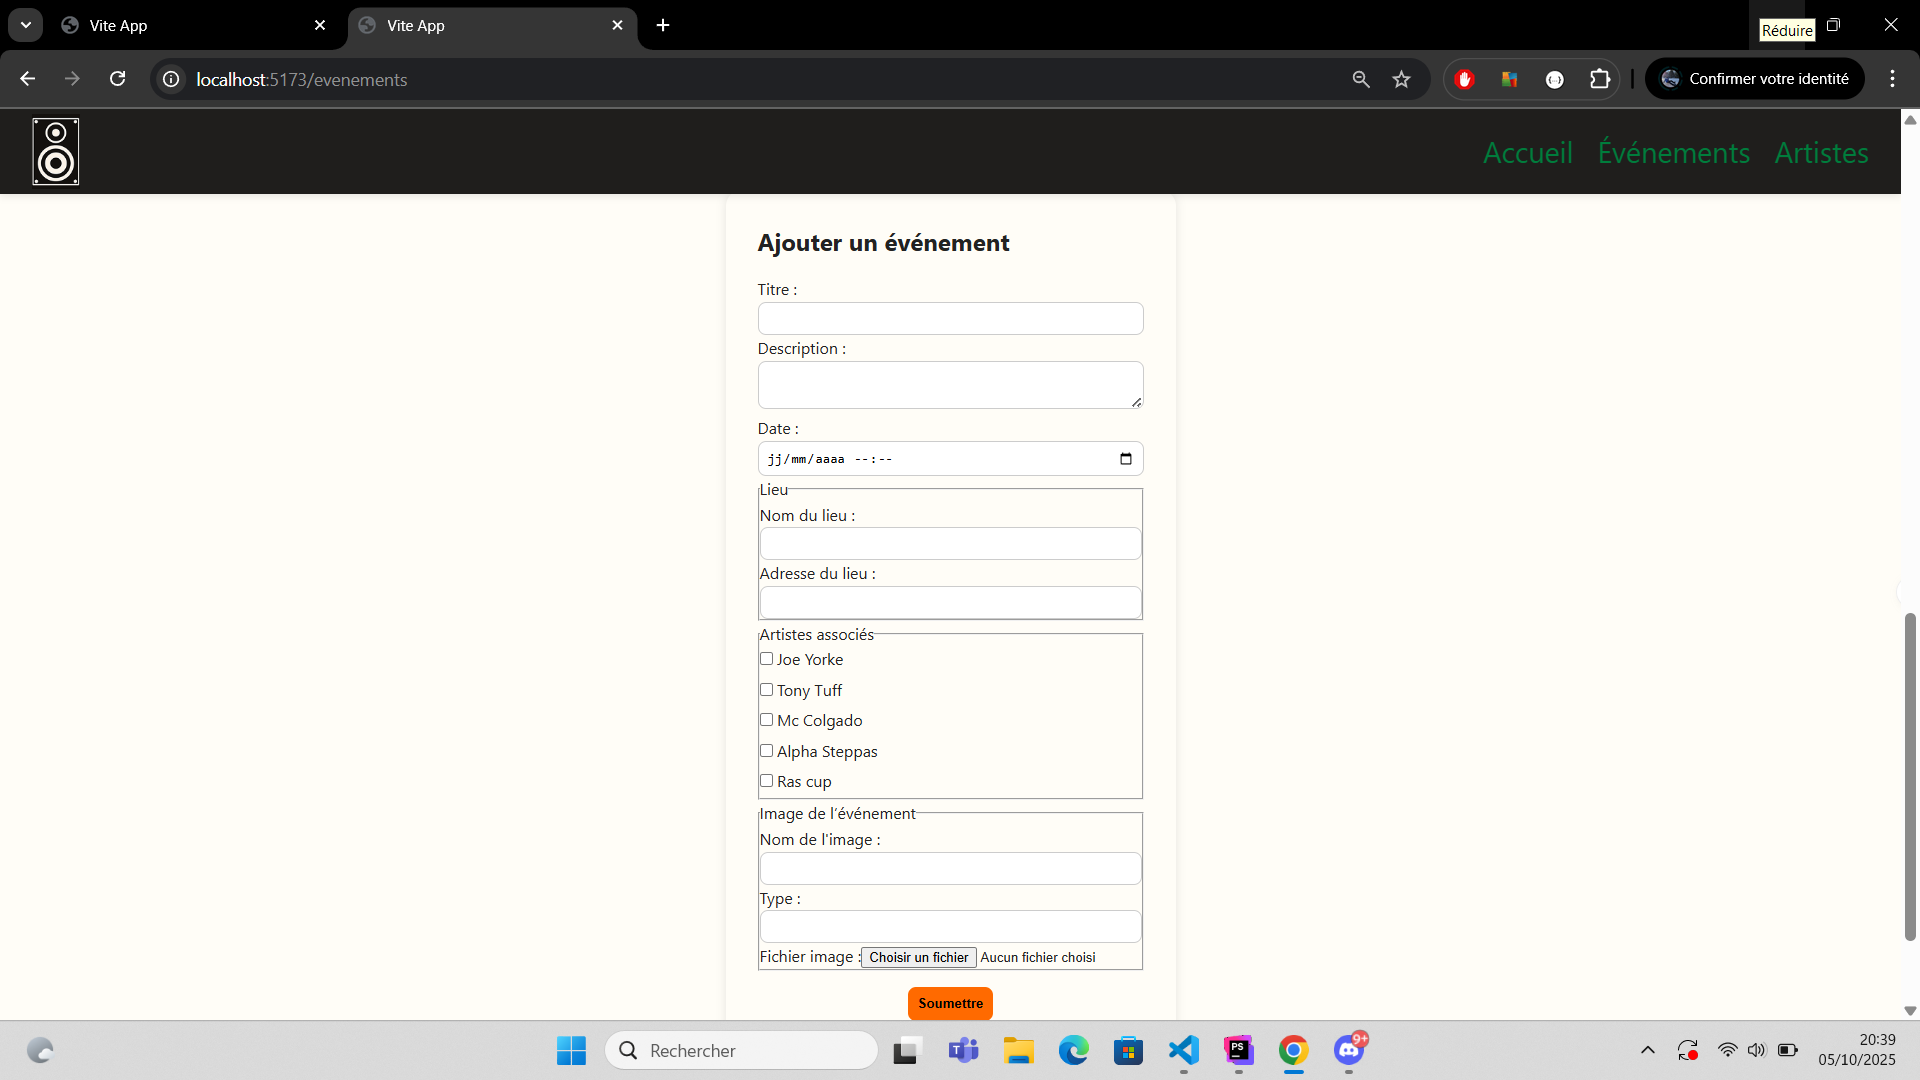 Vite App
Vite App
Réduire
localhost:5173/evenements
Confirmer votre identité
Accueil Événements Artistes
Ajouter un événement
Titre :
Description :
Date :
jj/mm/aaaa --:--
Lieu
Nom du lieu :
Adresse du lieu :
Artistes associés
Joe Yorke
Tony Tuff
Mc Colgado
Alpha Steppas
Ras cup
Image de l’événement
Nom de l'image :
Type :
Fichier image : Choisir un fichier Aucun fichier choisi
Soumettre
Rechercher
PS
9+
20:39
05/10/2025